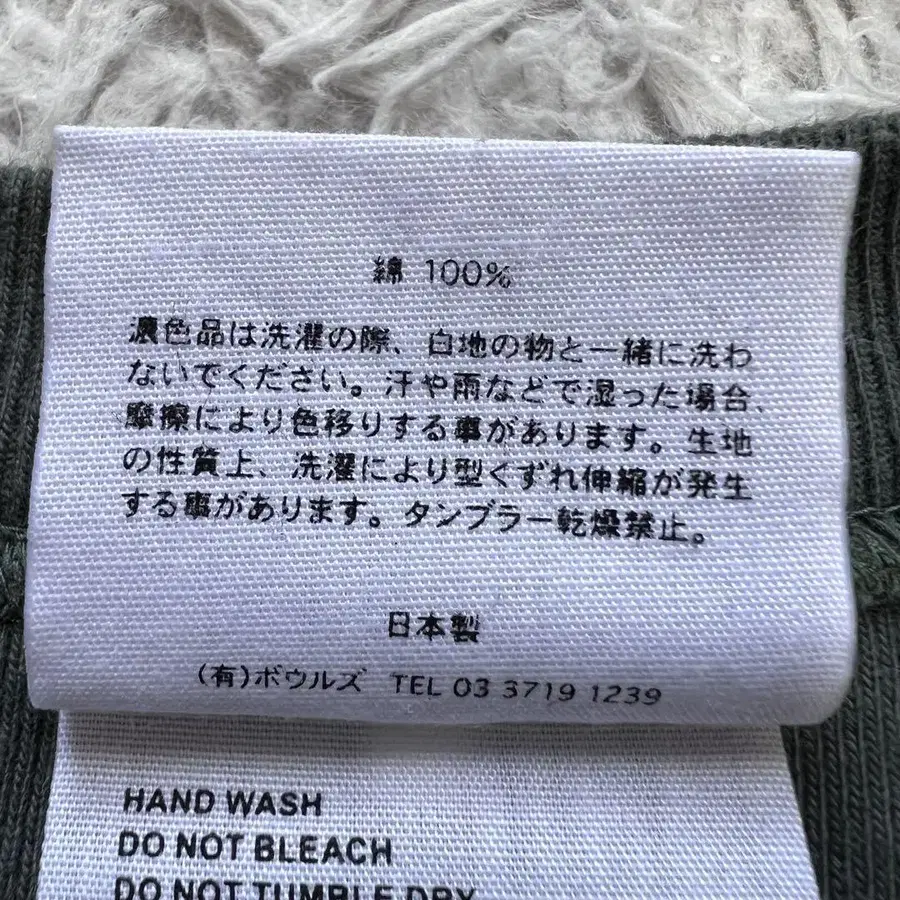 綿 100%
濃色品は洗濯の際、白地の物と一緒に洗わ
ないでください。汗や雨などで湿った場合、
摩擦により色移りする事があります。生地
の性質上、洗濯により型くずれ伸縮が発生
する事があります。タンブラー乾燥禁止。
日本製
(有)ボウルズ TEL 03 3719 1239
HAND WASH
DO NOT BLEACH
DO NOT TUMBLE DRY